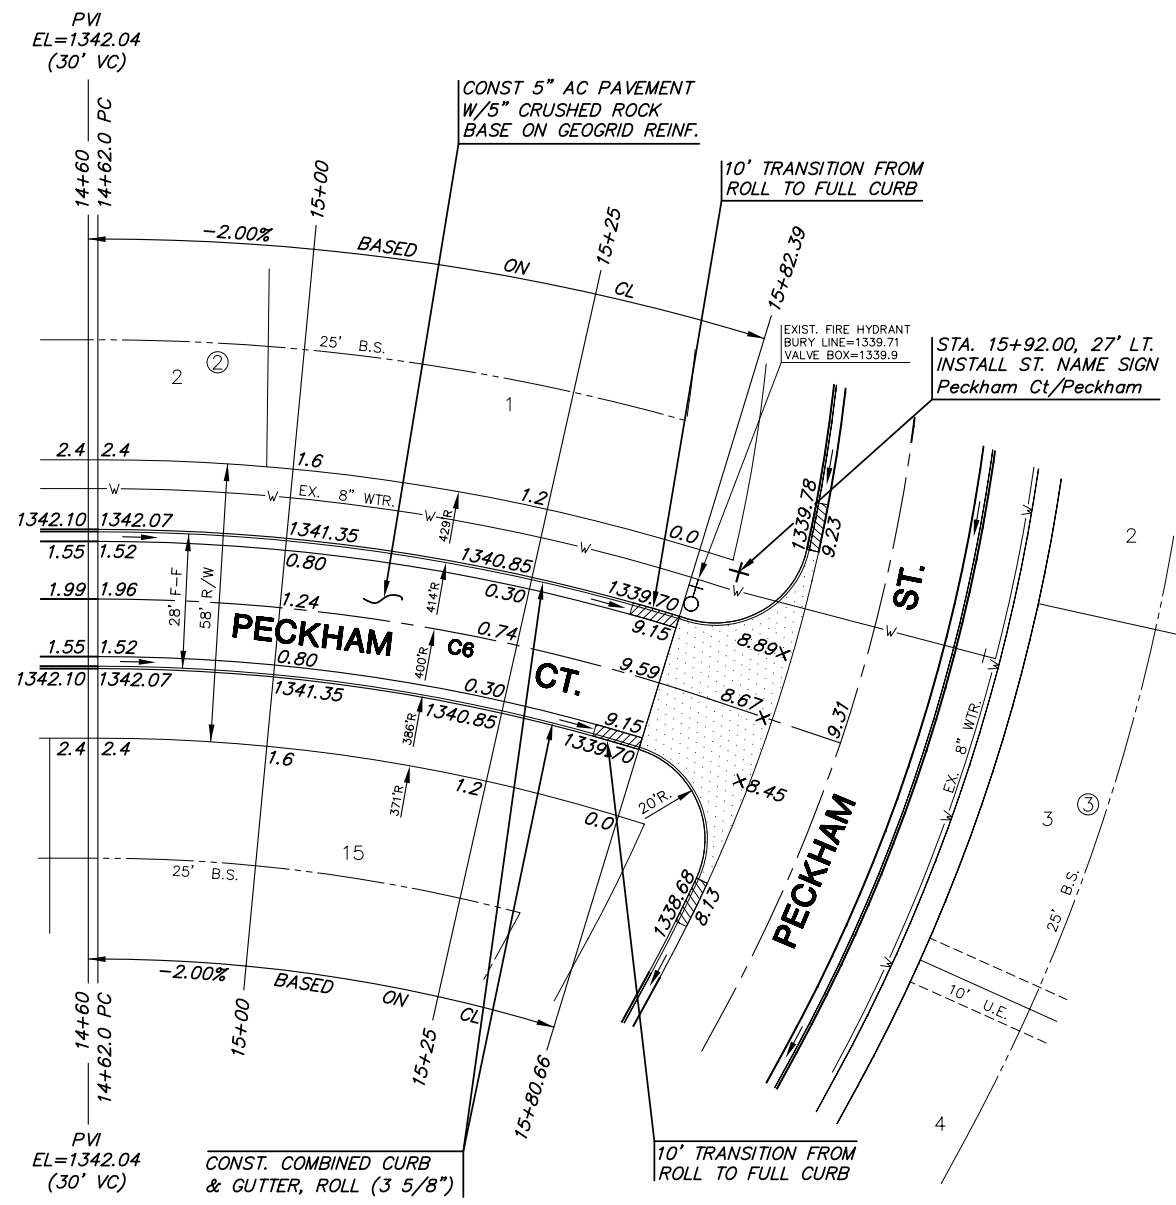 PVI
EL=1342.04
(30' VC)
14+60
14+62.0 PC
CONST 5" AC PAVEMENT
W/5" CRUSHED ROCK
BASE ON GEOGRID REINF.
10' TRANSITION FROM
ROLL TO FULL CURB
15+00
15+25
15+82.39
-2.00%
BASED
ON
CL
EXIST. FIRE HYDRANT
BURY LINE=1339.71
VALVE BOX=1339.9
STA. 15+92.00, 27' LT.
INSTALL ST. NAME SIGN
Peckham Ct/Peckham
25' B.S.
2
2
1
2.4
2.4
1.6
1.2
0.0
W
W
EX. 8" WTR.
W
W
W
W
W
429'R
1342.10
1342.07
1341.35
1340.85
1339.70
1339.78
9.23
1.55
1.52
0.80
0.30
9.15
414'R
28' F-F
58' R/W
1.99
1.96
1.24
0.74
9.59
8.89
8.67
9.31
8.45
PECKHAM
C6
CT.
400'R
ST.
PECKHAM
2
1.55
1.52
0.80
0.30
9.15
1342.10
1342.07
1341.35
1340.85
1339.70
386'R
2.4
2.4
1.6
1.2
0.0
371'R
20'R.
W
EX. 8" WTR.
W
W
3
3
25' B.S.
15
25' B.S.
1338.68
8.13
10' U.E.
4
-2.00%
BASED
ON
CL
14+60
14+62.0 PC
15+00
15+25
15+80.66
PVI
EL=1342.04
(30' VC)
CONST. COMBINED CURB
& GUTTER, ROLL (3 5/8")
10' TRANSITION FROM
ROLL TO FULL CURB